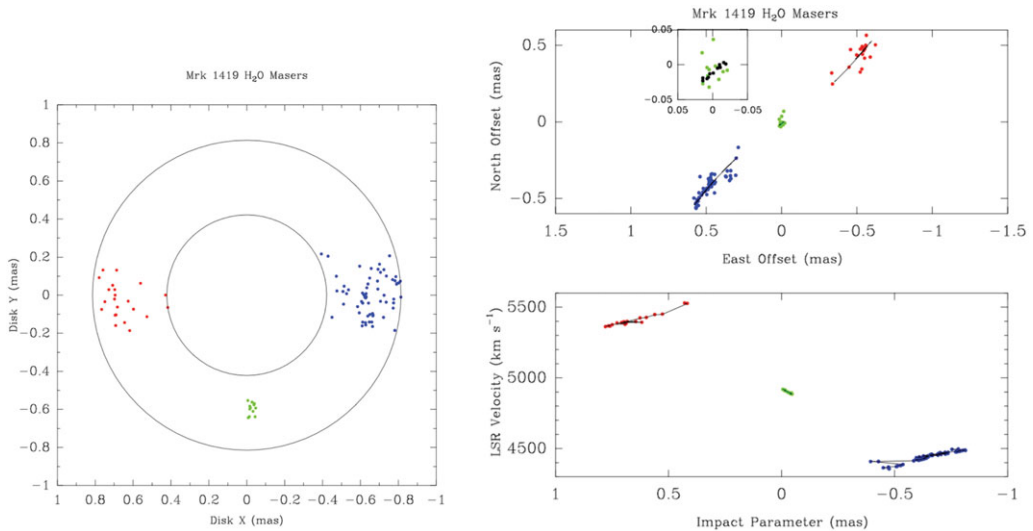 Mrk 1419 H₂O Masers
1
0.8
0.6
0.4
0.2
0
−0.2
−0.4
−0.6
−0.8
−1
Disk Y (mas)
1 0.8 0.6 0.4 0.2 0 −0.2 −0.4 −0.6 −0.8 −1
Disk X (mas)
Mrk 1419 H₂O Masers
0.5
0
−0.5
North Offset (mas)
0.05
0
−0.05
0.05 0 −0.05
1.5 1 0.5 0 −0.5 −1 −1.5
East Offset (mas)
5500
5000
4500
LSR Velocity (km s⁻¹)
1 0.5 0 −0.5 −1
Impact Parameter (mas)